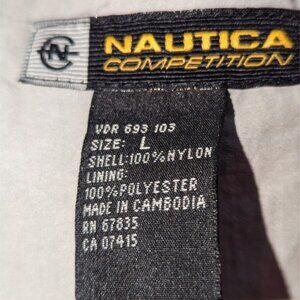 N
NAUTICA
COMPETITION
VDR 693 103
SIZE: L
SHELL:100%NYLON
LINING:
100%POLYESTER
MADE IN CAMBODIA
RN 67835
CA 07415